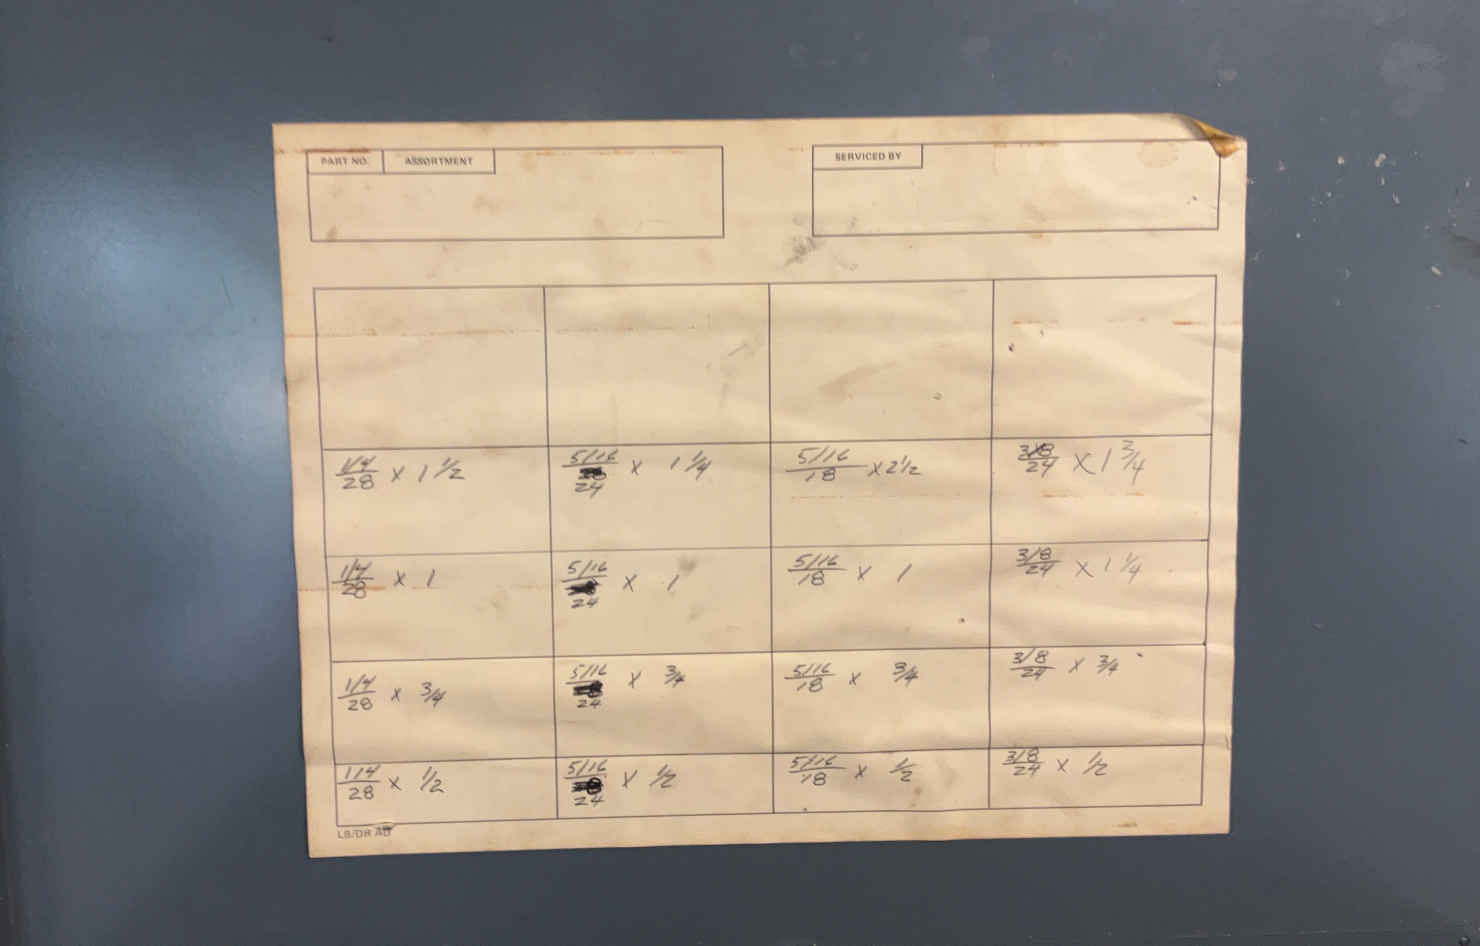 PART NO. ASSORTMENT
SERVICED BY
1/4/28 x 1 1/2
5/16/24 x 1 1/4
5/16/18 x 2 1/2
3/8/24 x 1 3/4
1/4/28 x 1
5/16/24 x 1
5/16/18 x 1
3/8/24 x 1 1/4
1/4/28 x 3/4
5/16/24 x 3/4
5/16/18 x 3/4
3/8/24 x 3/4
1/4/28 x 1/2
5/16/24 x 1/2
5/16/18 x 1/2
3/8/24 x 1/2
LB/DR AD